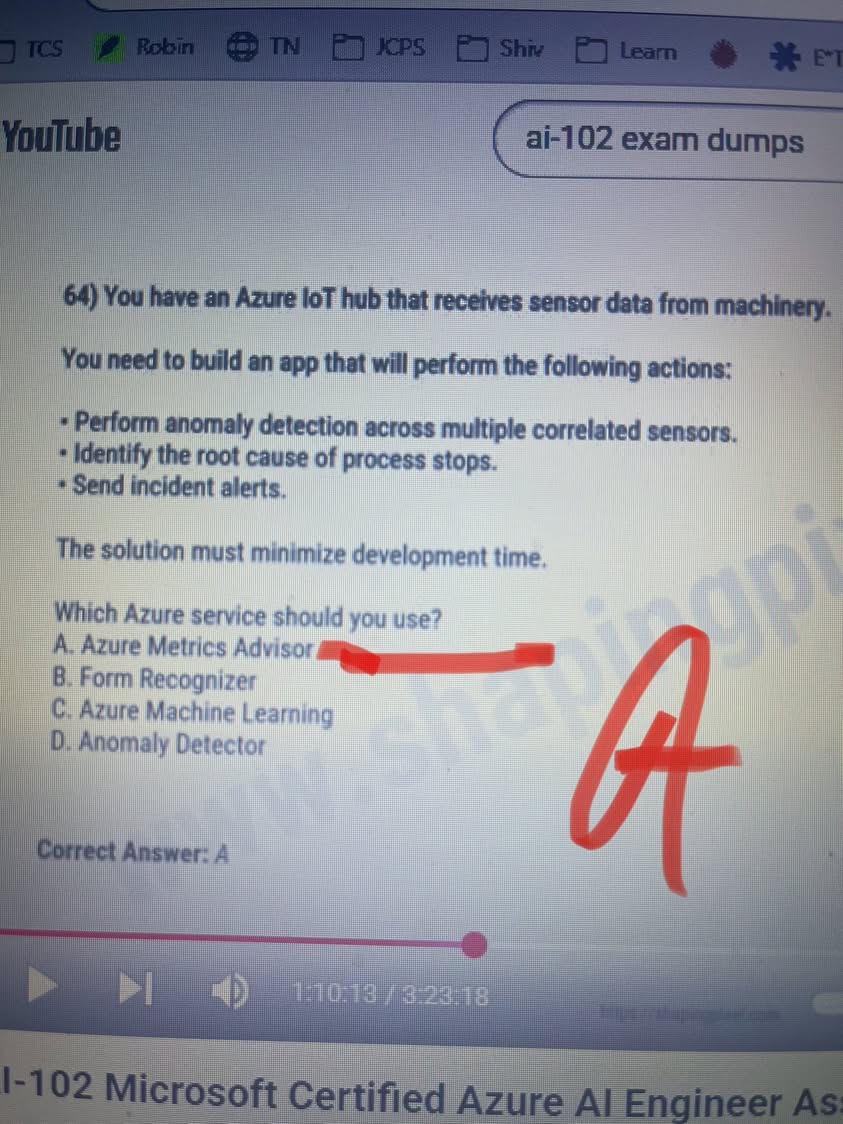 TCS Robin TN JCPS Shiv Learn
YouTube
ai-102 exam dumps
64) You have an Azure IoT hub that receives sensor data from machinery.
You need to build an app that will perform the following actions:
• Perform anomaly detection across multiple correlated sensors.
• Identify the root cause of process stops.
• Send incident alerts.
The solution must minimize development time.
Which Azure service should you use?
A. Azure Metrics Advisor
B. Form Recognizer
C. Azure Machine Learning
D. Anomaly Detector
A
Correct Answer: A
www.shapingpi
1:10:13 / 3:23:18
I-102 Microsoft Certified Azure AI Engineer As